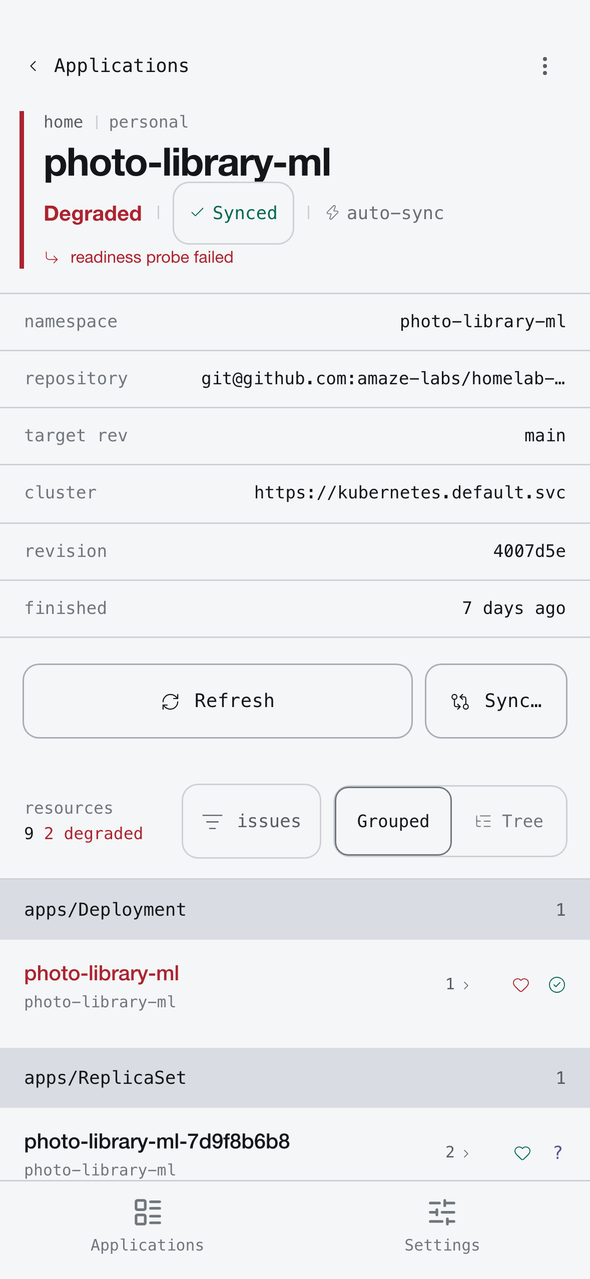 Applications
home | personal
photo-library-ml
Degraded | Synced | auto-sync
readiness probe failed
namespace photo-library-ml
repository git@github.com:amaze-labs/homelab-…
target rev main
cluster https://kubernetes.default.svc
revision 4007d5e
finished 7 days ago
Refresh Sync…
resources
9 2 degraded
issues Grouped Tree
apps/Deployment 1
photo-library-ml
photo-library-ml
1 >
apps/ReplicaSet 1
photo-library-ml-7d9f8b6b8
photo-library-ml
2 > ?
Applications Settings